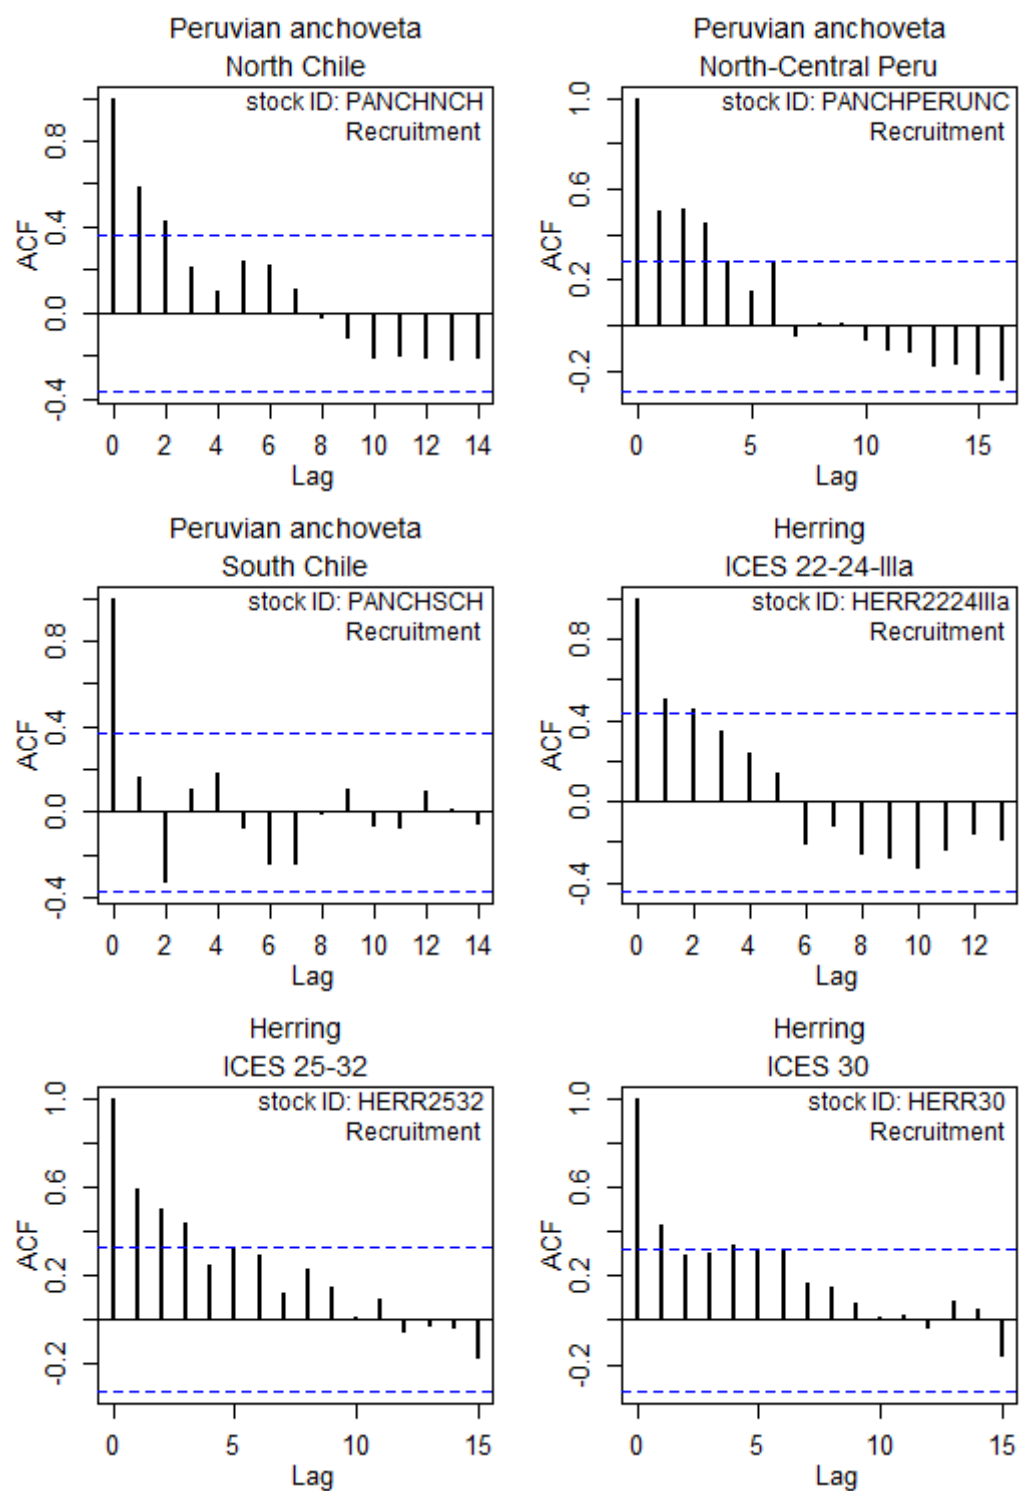 Peruvian anchoveta
North Chile
stock ID: PANCHNCH
Recruitment
ACF
0.8
0.4
0.0
-0.4
0 2 4 6 8 10 12 14
Lag
Peruvian anchoveta
North-Central Peru
stock ID: PANCHPERUNC
Recruitment
ACF
1.0
0.6
0.2
-0.2
0 5 10 15
Lag
Peruvian anchoveta
South Chile
stock ID: PANCHSCH
Recruitment
ACF
0.8
0.4
0.0
-0.4
0 2 4 6 8 10 12 14
Lag
Herring
ICES 22-24-IIIa
stock ID: HERR2224IIIa
Recruitment
ACF
0.8
0.4
0.0
-0.4
0 2 4 6 8 10 12
Lag
Herring
ICES 25-32
stock ID: HERR2532
Recruitment
ACF
1.0
0.6
0.2
-0.2
0 5 10 15
Lag
Herring
ICES 30
stock ID: HERR30
Recruitment
ACF
1.0
0.6
0.2
-0.2
0 5 10 15
Lag